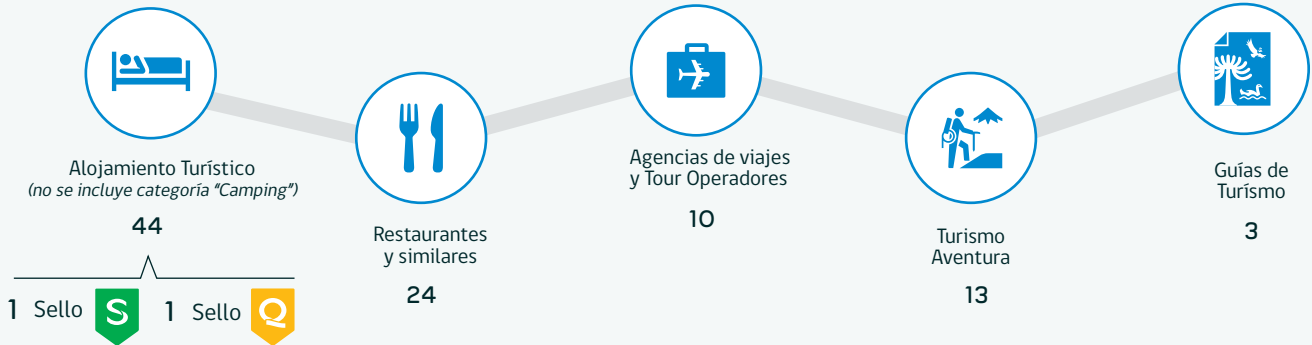 Alojamiento Turístico
(no se incluye categoría "Camping")
44
1 Sello S 1 Sello Q
Restaurantes
y similares
24
Agencias de viajes
y Tour Operadores
10
Turismo
Aventura
13
Guías de
Turísmo
3